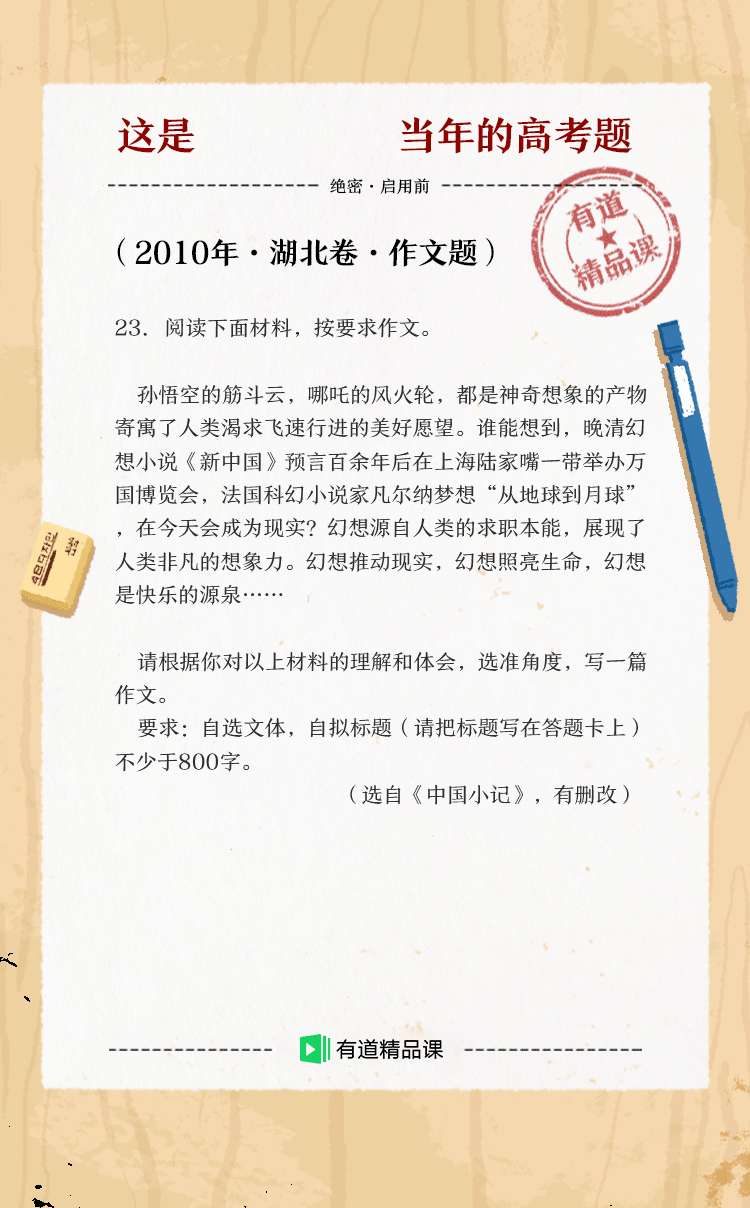 这是 当年的高考题
绝密·启用前
有道
精品课
（2010年·湖北卷·作文题）
23．阅读下面材料，按要求作文。
孙悟空的筋斗云，哪吒的风火轮，都是神奇想象的产物
寄寓了人类渴求飞速行进的美好愿望。谁能想到，晚清幻
想小说《新中国》预言百余年后在上海陆家嘴一带举办万
国博览会，法国科幻小说家凡尔纳梦想“从地球到月球”
，在今天会成为现实？幻想源自人类的求职本能，展现了
人类非凡的想象力。幻想推动现实，幻想照亮生命，幻想
是快乐的源泉……
请根据你对以上材料的理解和体会，选准角度，写一篇
作文。
要求：自选文体，自拟标题（请把标题写在答题卡上）
不少于800字。
（选自《中国小记》，有删改）
有道精品课